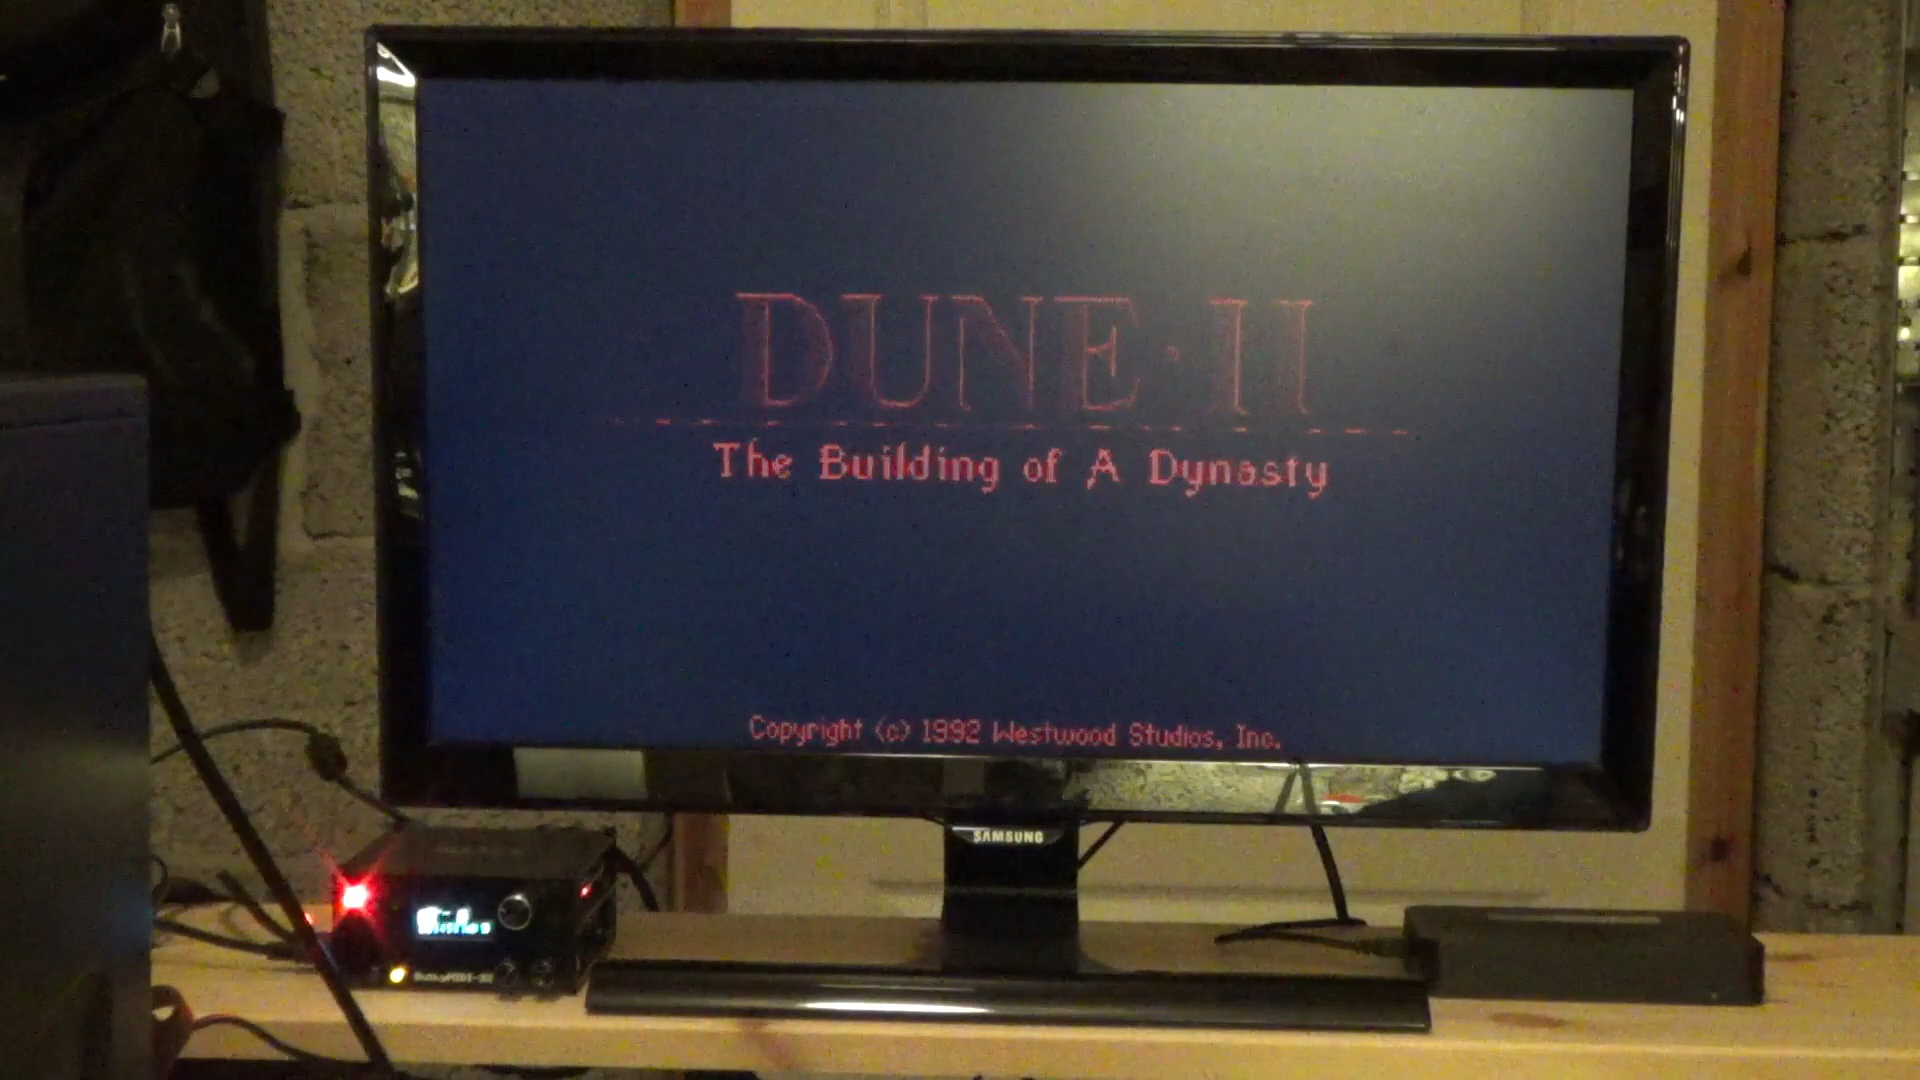 DUNE · II
The Building of A Dynasty
Copyright (c) 1992 Westwood Studios, Inc.
SAMSUNG